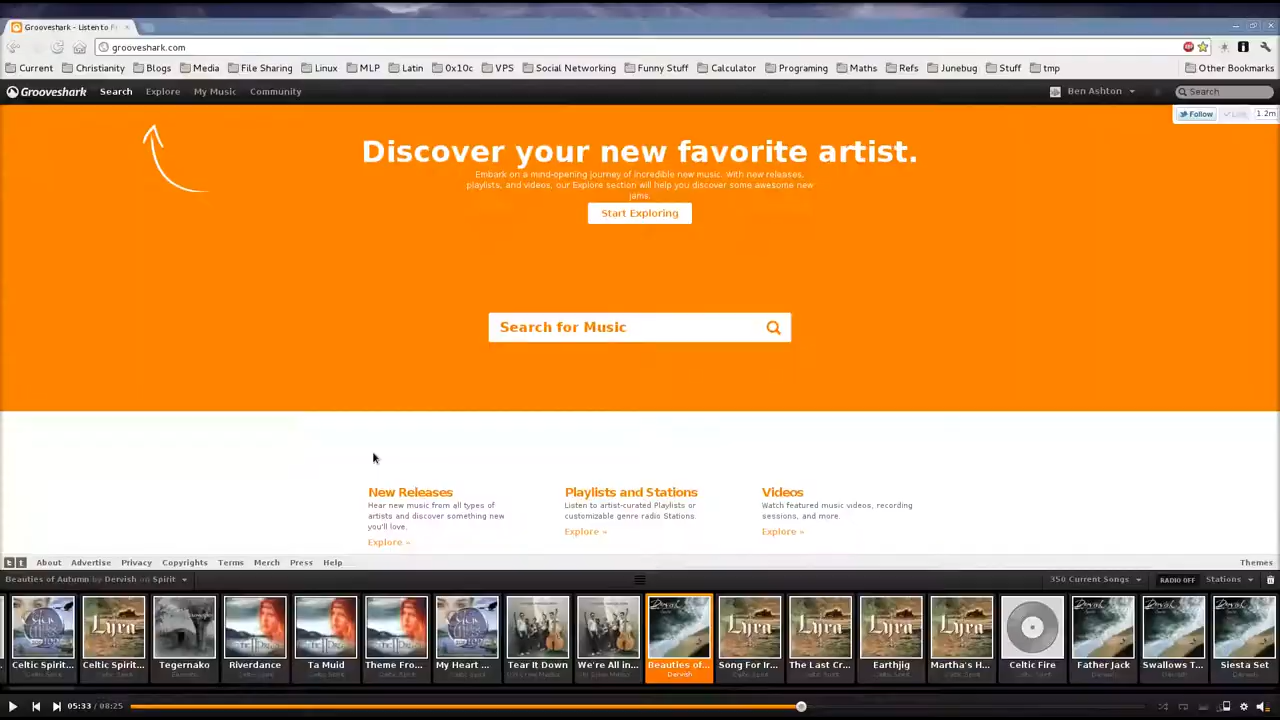 Grooveshark - Listen to Fr
grooveshark.com
Current Christianity Blogs Media File Sharing Linux MLP Latin 0x10c VPS Social Networking Funny Stuff Calculator Programing Maths Refs Junebug Stuff tmp Other Bookmarks
Grooveshark Search Explore My Music Community Ben Ashton Search
Follow 1.2m
Discover your new favorite artist.
Embark on a mind-opening journey of incredible new music. With new releases,
playlists, and videos, our Explore section will help you discover some awesome new
jams.
Start Exploring
Search for Music
New Releases Playlists and Stations Videos
Hear new music from all types of Listen to artist-curated Playlists or Watch featured music videos, recording
artists and discover something new customizable genre radio Stations. sessions, and more.
you'll love.
Explore » Explore » Explore »
About Advertise Privacy Copyrights Terms Merch Press Help Themes
Beauties of Autumn by Dervish on Spirit 350 Current Songs RADIO OFF Stations
Celtic Spirit... Celtic Spirit... Tegernako Riverdance Ta Muid Theme Fro... My Heart ... Tear It Down We're All in... Beauties of... Song For Ir... The Last Cr... Earthjig Martha's H... Celtic Fire Father Jack Swallows T... Siesta Set
Dervish
05:33 / 08:25